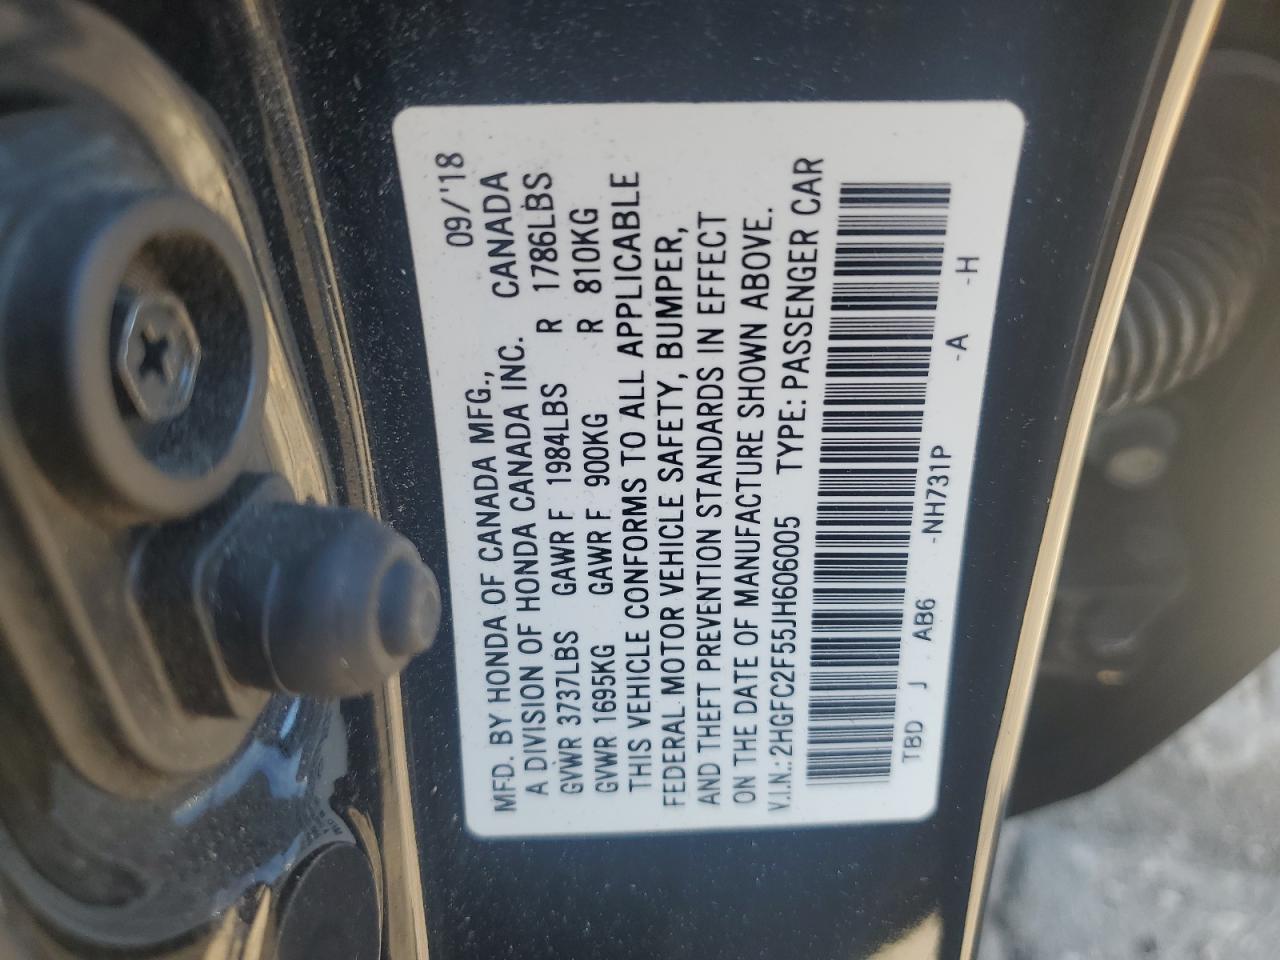 09/'18
MFD. BY HONDA OF CANADA MFG., CANADA
A DIVISION OF HONDA CANADA INC.
GVWR 3737LBS GAWR F 1984LBS R 1786LBS
GVWR 1695KG GAWR F 900KG R 810KG
THIS VEHICLE CONFORMS TO ALL APPLICABLE
FEDERAL MOTOR VEHICLE SAFETY, BUMPER,
AND THEFT PREVENTION STANDARDS IN EFFECT
ON THE DATE OF MANUFACTURE SHOWN ABOVE.
V.I.N.:2HGFC2F55JH606005 TYPE: PASSENGER CAR
TBD J AB6 -NH731P -A -H